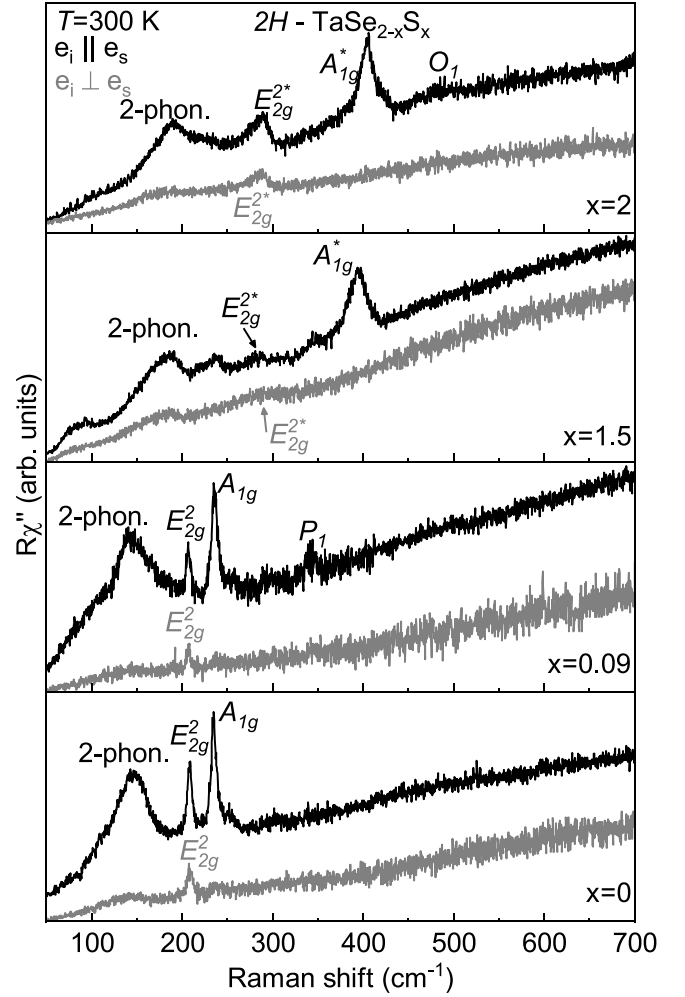 T=300 K
2H - TaSe₂₋ₓSₓ
eᵢ || eₛ
eᵢ ⊥ eₛ
2-phon.
E₂g²*
A₁g*
O₁
E₂g²*
x=2
2-phon.
E₂g²*
A₁g*
E₂g²*
x=1.5
2-phon.
E₂g²
A₁g
P₁
E₂g²
x=0.09
2-phon.
E₂g²
A₁g
E₂g²
x=0
Rχ'' (arb. units)
100 200 300 400 500 600 700
Raman shift (cm⁻¹)